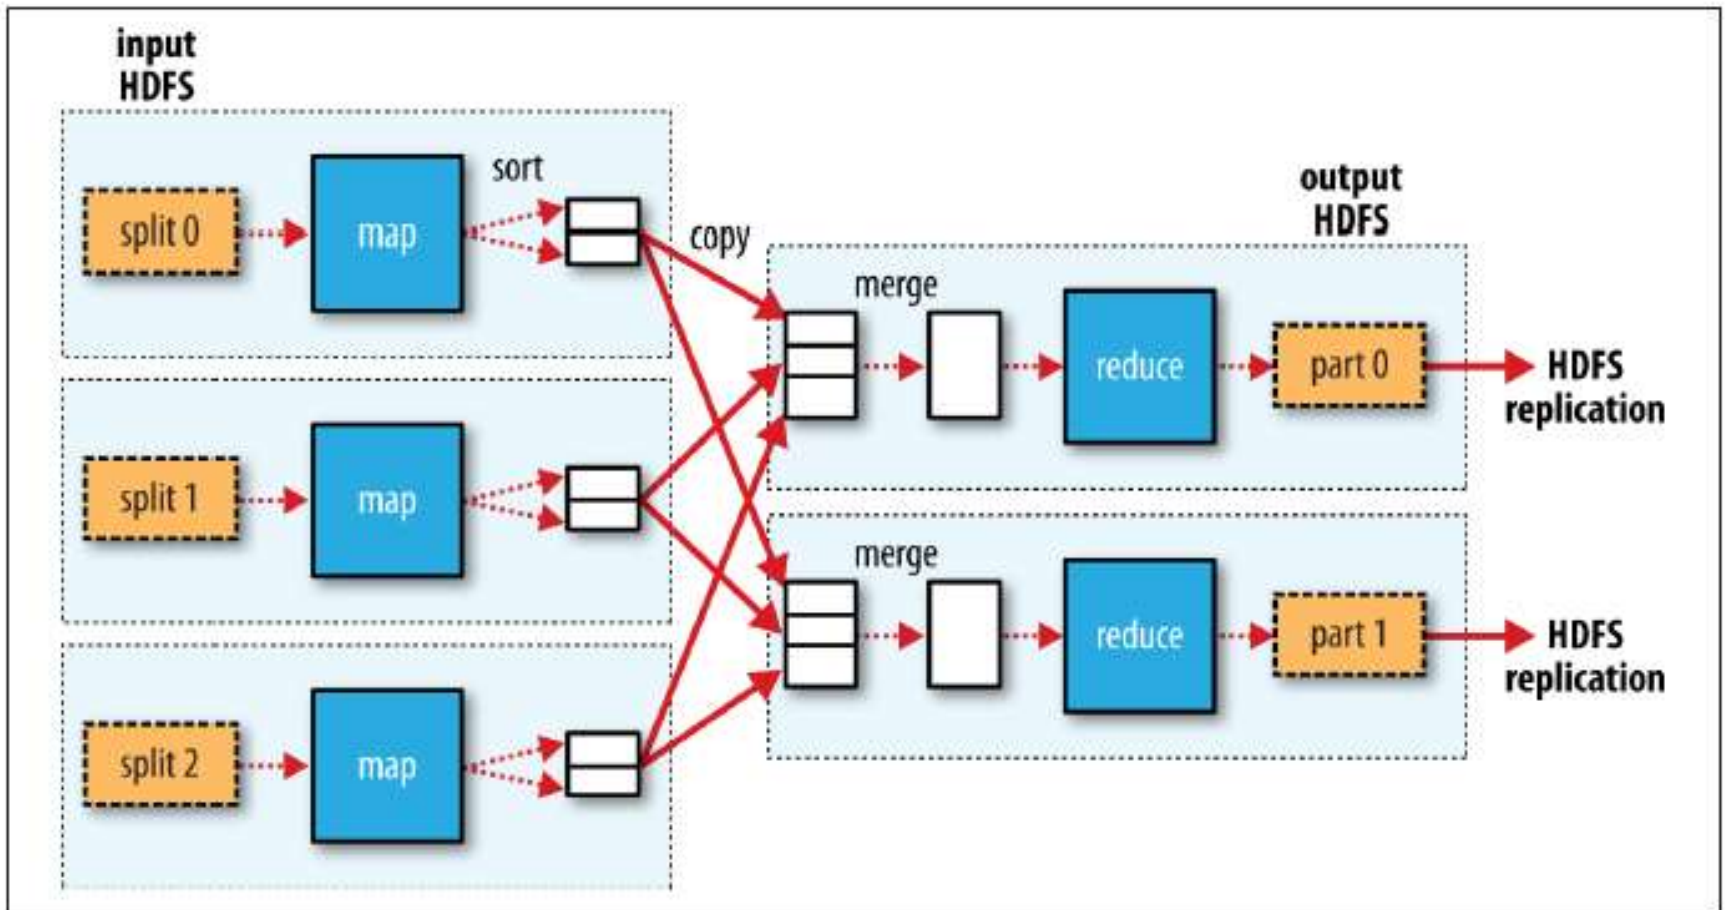 input
HDFS
split 0
map
sort
copy
split 1
map
split 2
map
output
HDFS
merge
reduce
part 0
HDFS
replication
merge
reduce
part 1
HDFS
replication